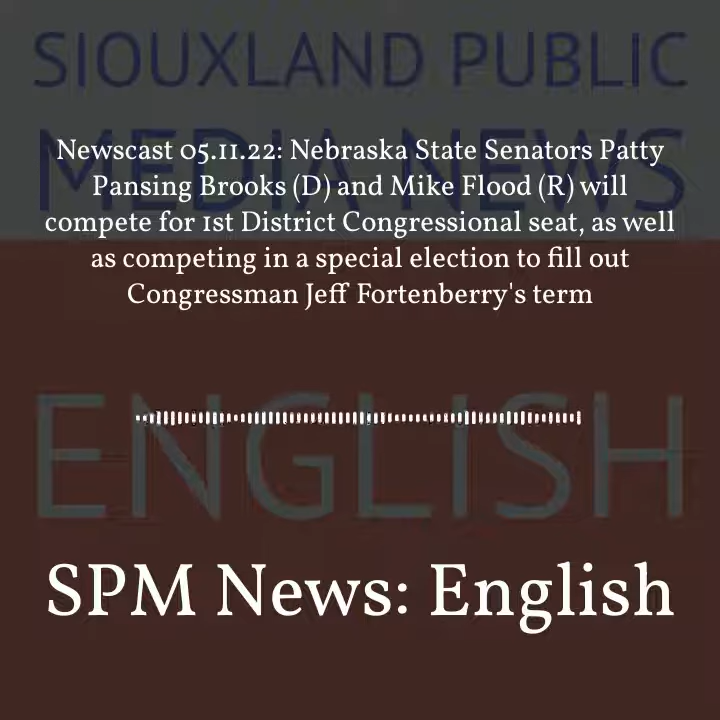 SIOUXLAND PUBLIC
MEDIA NEWS
Newscast 05.11.22: Nebraska State Senators Patty
Pansing Brooks (D) and Mike Flood (R) will
compete for 1st District Congressional seat, as well
as competing in a special election to fill out
Congressman Jeff Fortenberry's term
ENGLISH
SPM News: English